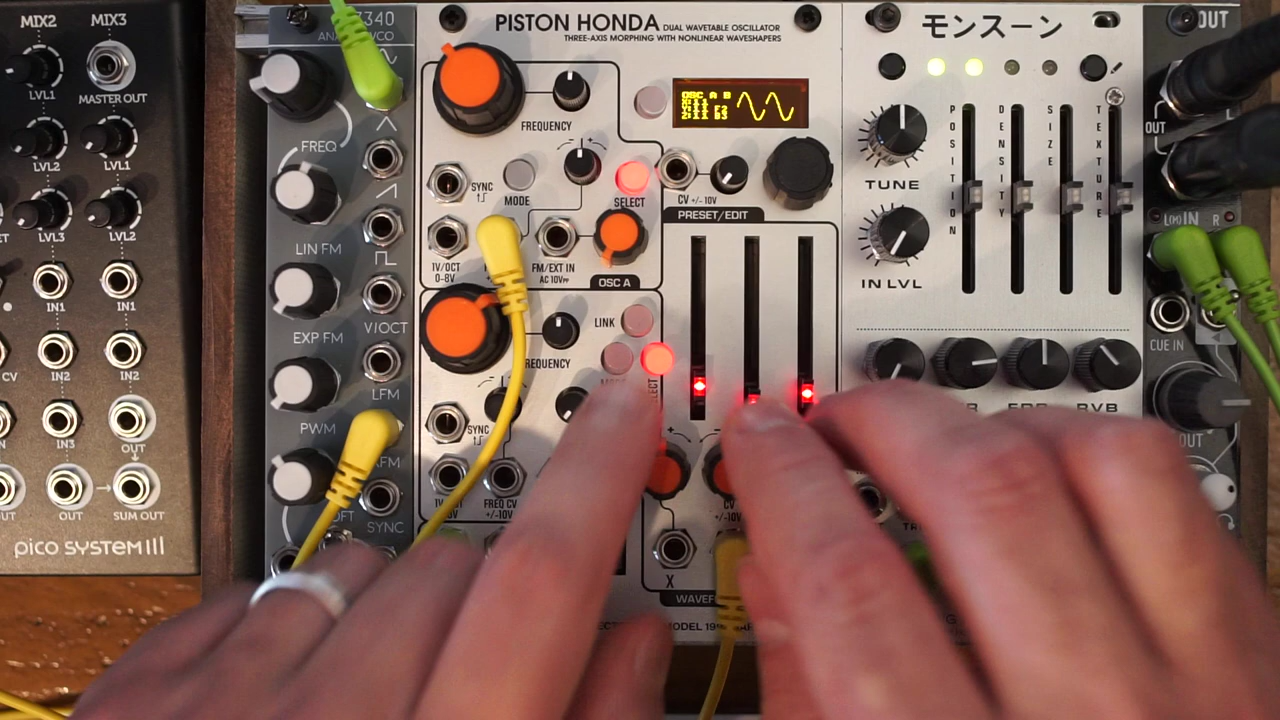 MIX2
MIX3
LVL1
MASTER OUT
LVL2
LVL1
LVL3
LVL2
IN1
IN1
IN2
IN2
CV
IN3
OUT
OUT
SUM OUT
pico SYSTEM III
340
FREQ
LIN FM
V|OCT
EXP FM
LFM
PWM
SYNC
PISTON HONDA DUAL WAVETABLE OSCILLATOR
THREE-AXIS MORPHING WITH NONLINEAR WAVESHAPERS
OSC A B
FREQUENCY
SYNC
MODE
SELECT
CV +/- 10V
PRESET/EDIT
1V/OCT
0-8V
FM/EXT IN
AC 10Vpp
OSC A
LINK
FREQUENCY
SYNC
FREQ CV
+/-10V
CV
+/-10V
X
モンスーン
POSITION
DENSITY
SIZE
TEXTURE
TUNE
IN LVL
RVB
OUT
OUT
L
IN
R
CUE IN
OUT